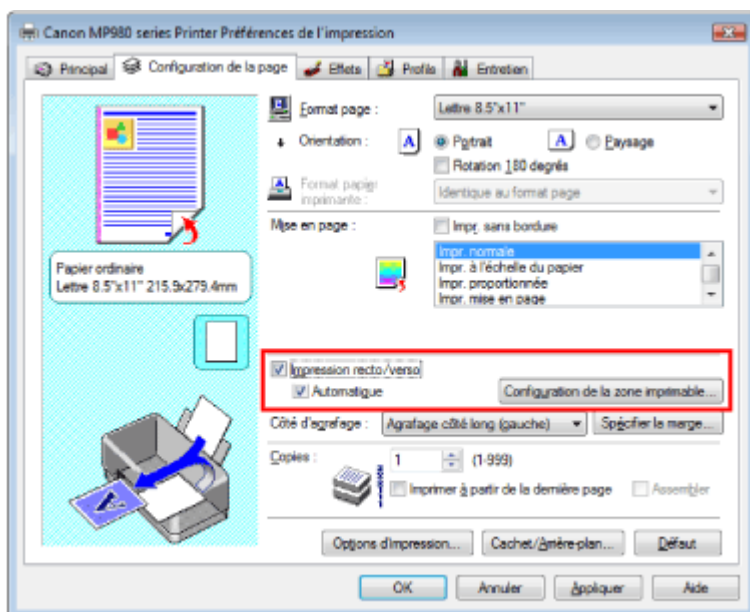 Canon MP980 series Printer Préférences de l'impression
Principal Configuration de la page Effets Profils Entretien
Format page : Lettre 8.5"x11"
Orientation : A Portrait A Paysage
Rotation 180 degrés
Format papier imprimante : Identique au format page
Mise en page : Impr. sans bordure
Impr. normale
Impr. à l'échelle du papier
Impr. proportionnée
Impr. mise en page
Papier ordinaire
Lettre 8.5"x11" 215.9x279.4mm
Impression recto/verso
Automatique Configuration de la zone imprimable...
Côté d'agrafage : Agrafage côté long (gauche) Spécifier la marge...
Copies : 1 (1-999)
Imprimer à partir de la dernière page Assembler
Options d'impression... Cachet/Arrière-plan... Défaut
OK Annuler Appliquer Aide